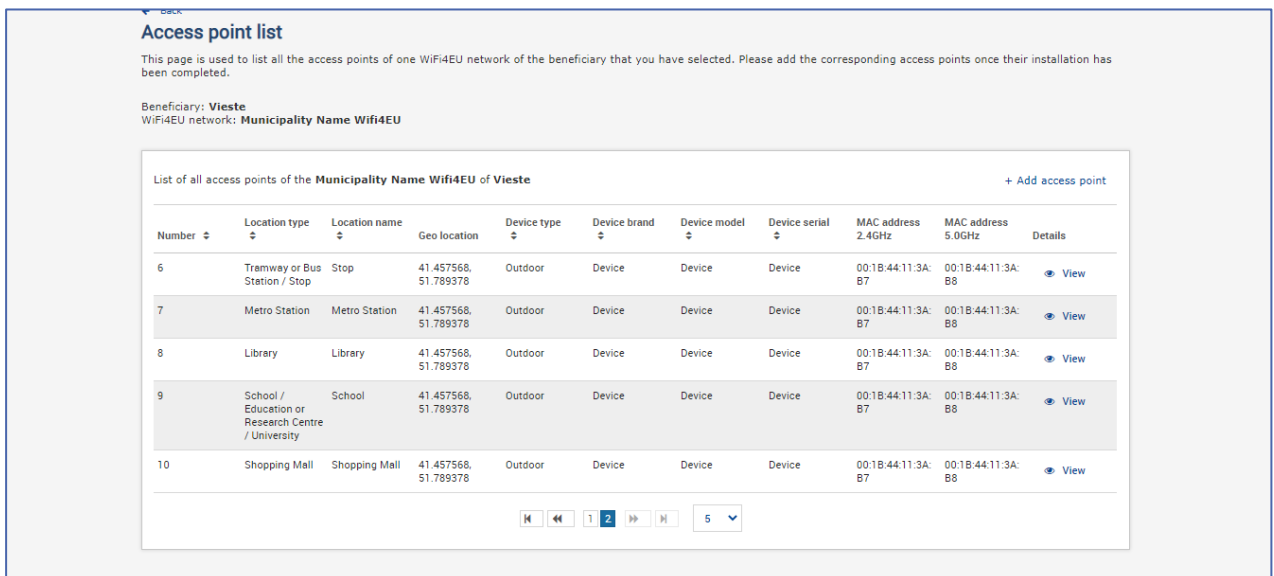 Back
Access point list
This page is used to list all the access points of one WiFi4EU network of the beneficiary that you have selected. Please add the corresponding access points once their installation has
been completed.
Beneficiary: Vieste
WiFi4EU network: Municipality Name Wifi4EU
List of all access points of the Municipality Name Wifi4EU of Vieste
+ Add access point
Number Location type Location name Geo location Device type Device brand Device model Device serial MAC address 2.4GHz MAC address 5.0GHz Details
6 Tramway or Bus Stop 41.457568, Outdoor Device Device Device 00:1B:44:11:3A: 00:1B:44:11:3A: View
Station / Stop 51.789378 B7 B8
7 Metro Station Metro Station 41.457568, Outdoor Device Device Device 00:1B:44:11:3A: 00:1B:44:11:3A: View
51.789378 B7 B8
8 Library Library 41.457568, Outdoor Device Device Device 00:1B:44:11:3A: 00:1B:44:11:3A: View
51.789378 B7 B8
9 School / School 41.457568, Outdoor Device Device Device 00:1B:44:11:3A: 00:1B:44:11:3A: View
Education or 51.789378 B7 B8
Research Centre
/ University
10 Shopping Mall Shopping Mall 41.457568, Outdoor Device Device Device 00:1B:44:11:3A: 00:1B:44:11:3A: View
51.789378 B7 B8
1 2 5